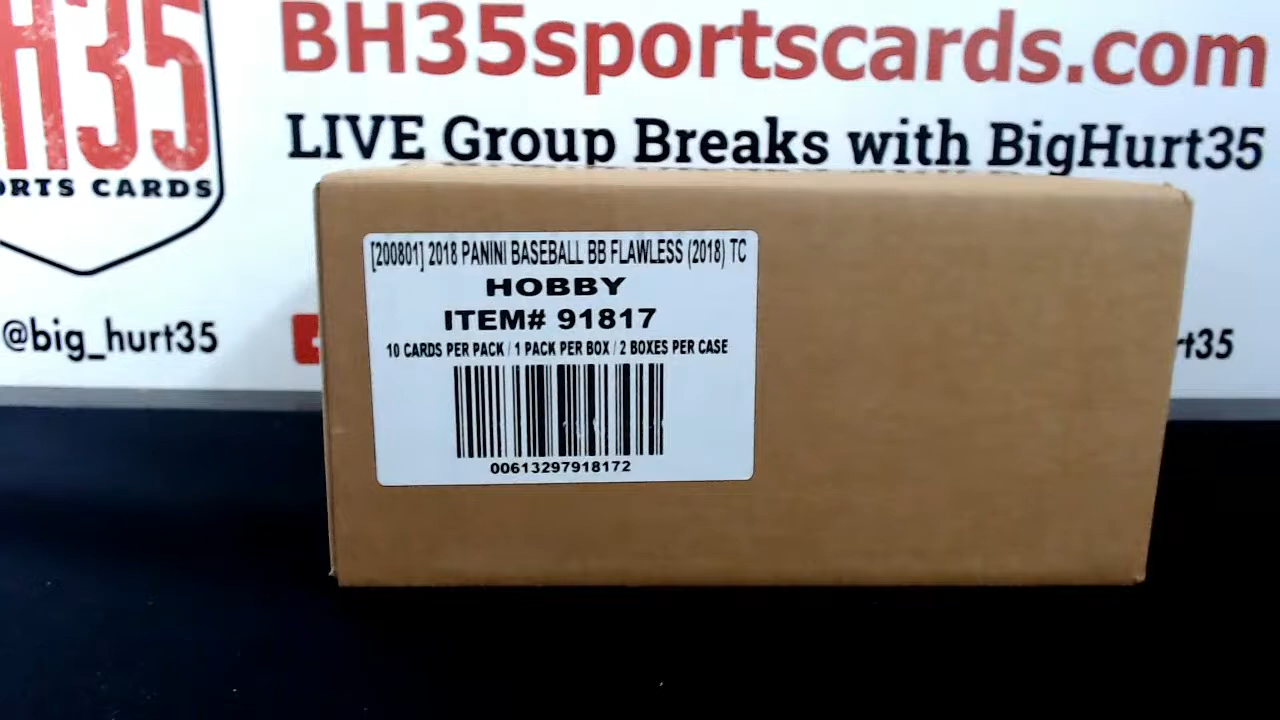 H35
RTS CARDS
BH35sportscards.com
LIVE Group Breaks with BigHurt35
@big_hurt35
rt35
[200801] 2018 PANINI BASEBALL BB FLAWLESS (2018) TC
HOBBY
ITEM# 91817
10 CARDS PER PACK / 1 PACK PER BOX / 2 BOXES PER CASE
00613297918172